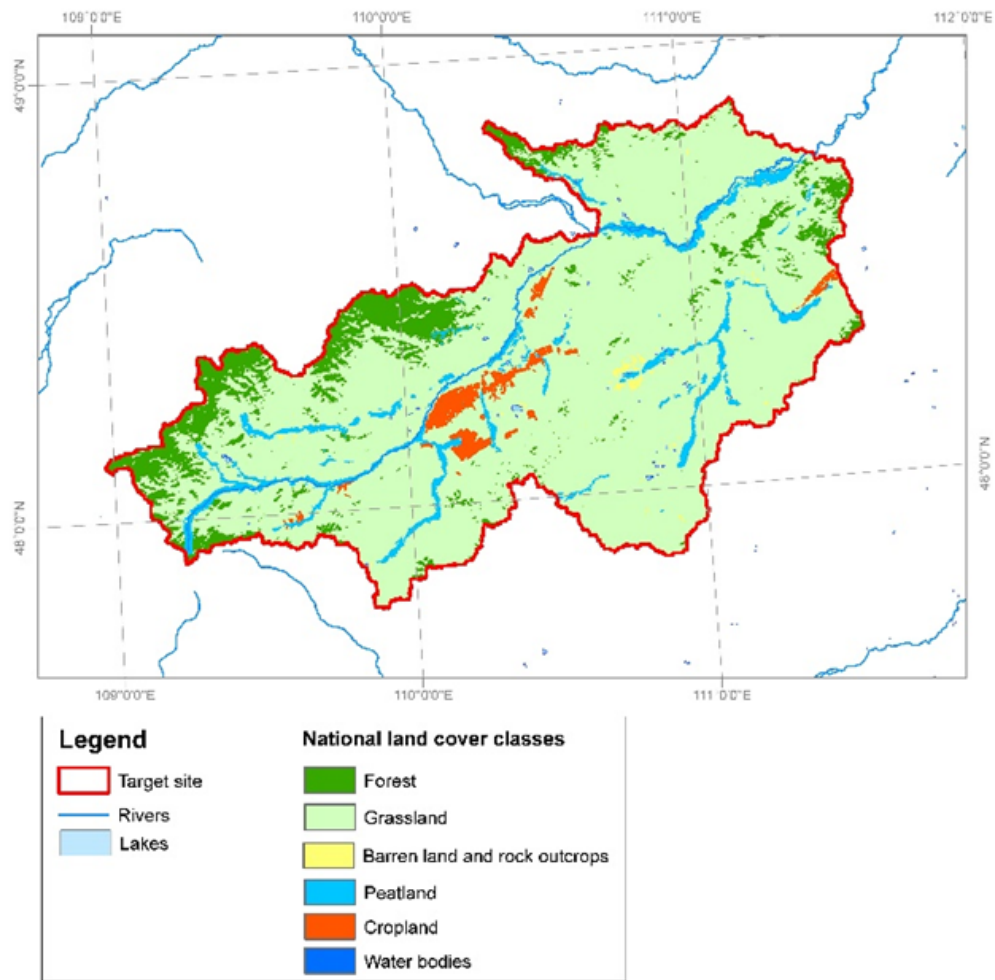 109°0'0"E 110°0'0"E 111°0'0"E 112°0'0"E
49°0'0"N
48°0'0"N
48°0'0"N
109°0'0"E 110°0'0"E 111°0'0"E
Legend
Target site
Rivers
Lakes
National land cover classes
Forest
Grassland
Barren land and rock outcrops
Peatland
Cropland
Water bodies